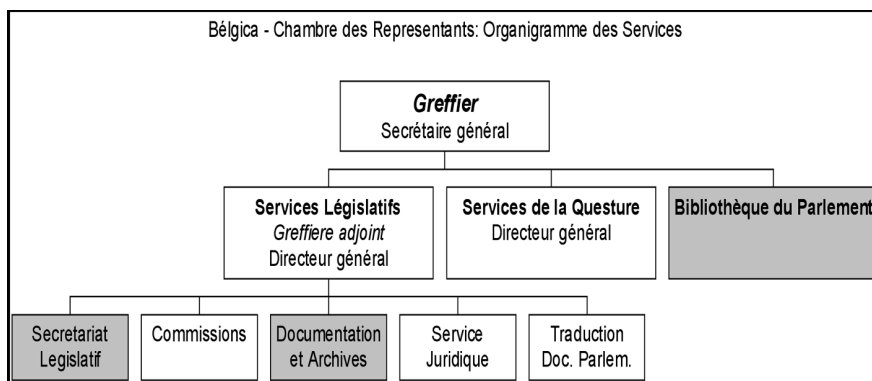 Bélgica - Chambre des Representants: Organigramme des Services
Greffier
Secrétaire général
Services Législatifs
Greffiere adjoint
Directeur général
Services de la Questure
Directeur général
Bibliothèque du Parlement
Secretariat
Legislatif
Commissions
Documentation
et Archives
Service
Juridique
Traduction
Doc. Parlem.